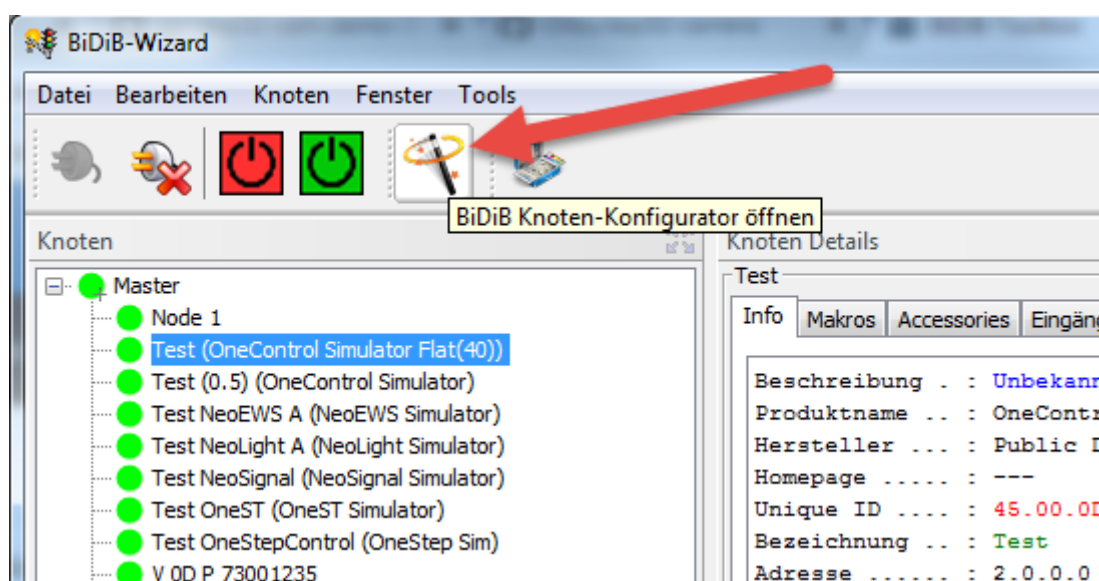 BiDiB-Wizard
Datei Bearbeiten Knoten Fenster Tools
BiDiB Knoten-Konfigurator öffnen
Knoten
Master
Node 1
Test (OneControl Simulator Flat(40))
Test (0.5) (OneControl Simulator)
Test NeoEWS A (NeoEWS Simulator)
Test NeoLight A (NeoLight Simulator)
Test NeoSignal (NeoSignal Simulator)
Test OneST (OneST Simulator)
Test OneStepControl (OneStep Sim)
V 0D P 73001235
Knoten Details
Test
Info Makros Accessories Eingäng
Beschreibung . : Unbekann
Produktname .. : OneContr
Hersteller ... : Public D
Homepage ..... : ---
Unique ID .... : 45.00.0D
Bezeichnung .. : Test
Adresse ...... : 2.0.0.0